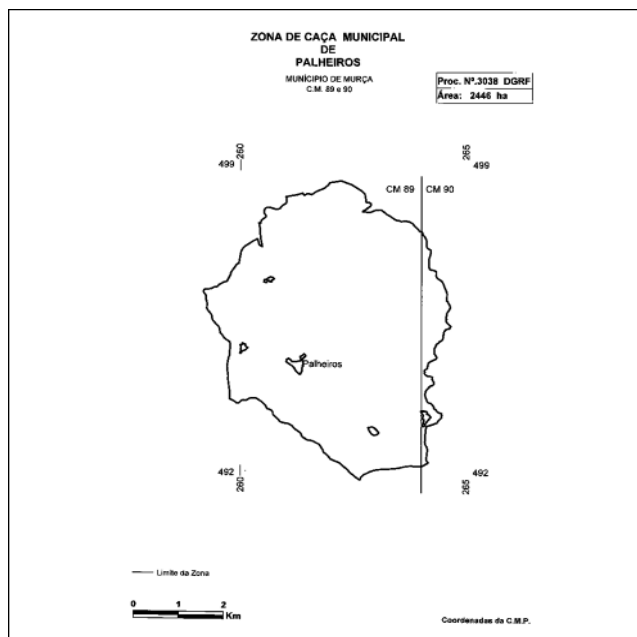 ZONA DE CAÇA MUNICIPAL
DE
PALHEIROS
MUNICÍPIO DE MURÇA
C.M. 89 e 90
Proc. Nº.3038 DGRF
Área: 2446 ha
260
499
265
499
CM 89
CM 90
Palheiros
492
260
492
265
Limite da Zona
0 1 2
Km
Coordenadas da C.M.P.